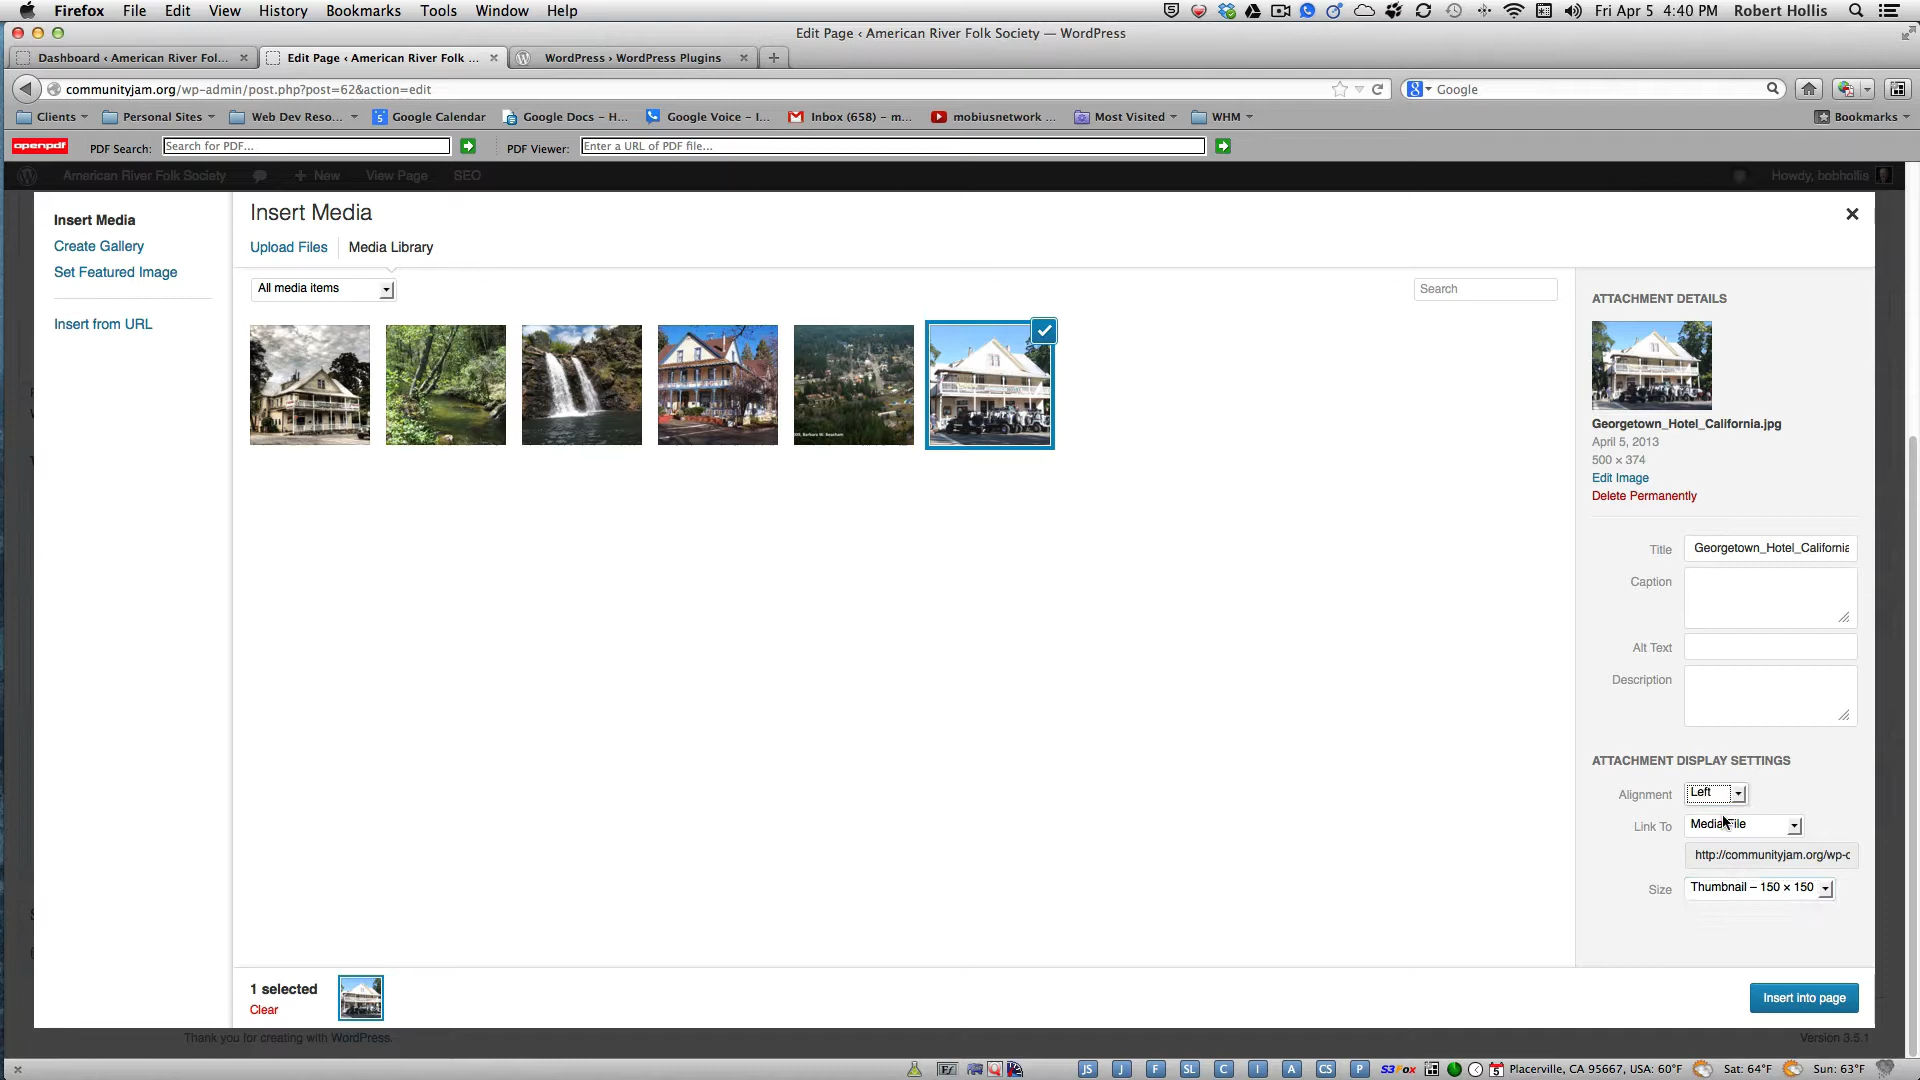 Firefox File Edit View History Bookmarks Tools Window Help Fri Apr 5 4:40 PM Robert Hollis
Edit Page ‹ American River Folk Society — WordPress
Dashboard ‹ American River Fol... Edit Page ‹ American River Folk ... WordPress › WordPress Plugins
communityjam.org/wp-admin/post.php?post=62&action=edit Google
Clients Personal Sites Web Dev Reso... Google Calendar Google Docs – H... Google Voice – I... Inbox (658) – m... mobiusnetwork ... Most Visited WHM Bookmarks
openpdf PDF Search: Search for PDF... PDF Viewer: Enter a URL of PDF file...
American River Folk Society New View Page SEO Howdy, bobhollis
Insert Media
Create Gallery
Set Featured Image
Insert from URL
Insert Media
Upload Files Media Library
All media items Search
ATTACHMENT DETAILS
Georgetown_Hotel_California.jpg
April 5, 2013
500 × 374
Edit Image
Delete Permanently
Title Georgetown_Hotel_California
Caption
Alt Text
Description
ATTACHMENT DISPLAY SETTINGS
Alignment Left
Link To Media File
http://communityjam.org/wp-c
Size Thumbnail – 150 × 150
1 selected
Clear
Insert into page
Thank you for creating with WordPress. Version 3.5.1
JS J F SL C I A CS P S3Fox 5 Placerville, CA 95667, USA: 60°F Sat: 64°F Sun: 63°F